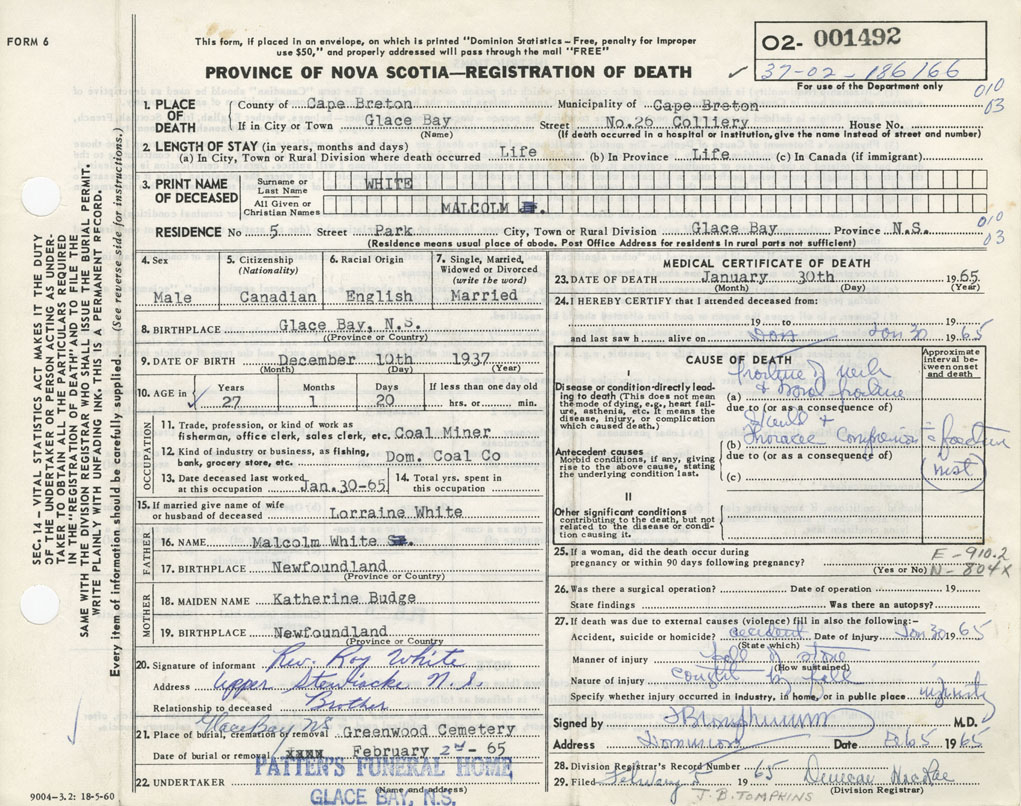 FORM 6
This form, if placed in an envelope, on which is printed "Dominion Statistics – Free, penalty for improper
use $50," and properly addressed will pass through the mail "FREE"
PROVINCE OF NOVA SCOTIA—REGISTRATION OF DEATH
02- 001492
✓ 37-02-186166
For use of the Department only
010
03
1. PLACE OF DEATH
County of Cape Breton Municipality of Cape Breton
If in City or Town Glace Bay Street No.26 Colliery House No.
(Name) (If death occurred in a hospital or institution, give the name instead of street and number)
2. LENGTH OF STAY (in years, months and days)
(a) In City, Town or Rural Division where death occurred Life (b) In Province Life (c) In Canada (if immigrant)
3. PRINT NAME OF DECEASED
Surname or Last Name WHITE
All Given or Christian Names MALCOLM
RESIDENCE No 5 Street Park City, Town or Rural Division Glace Bay Province N.S.
010
03
(Residence means usual place of abode. Post Office Address for residents in rural parts not sufficient)
4. Sex
Male
5. Citizenship
(Nationality)
Canadian
6. Racial Origin
English
7. Single, Married, Widowed or Divorced
(write the word)
Married
8. BIRTHPLACE Glace Bay, N.S.
(Province or Country)
9. DATE OF BIRTH December 10th 1937
(Month) (Day) (Year)
10. AGE in
Years Months Days If less than one day old
27 1 20 hrs. or min.
OCCUPATION
11. Trade, profession, or kind of work as
fisherman, office clerk, sales clerk, etc. Coal Miner
12. Kind of industry or business, as fishing,
bank, grocery store, etc. Dom. Coal Co
13. Date deceased last worked
at this occupation Jan.30-65
14. Total yrs. spent in
this occupation
15. If married give name of wife
or husband of deceased Lorraine White
FATHER
16. NAME Malcolm White
17. BIRTHPLACE Newfoundland
(Province or Country)
MOTHER
18. MAIDEN NAME Katherine Budge
19. BIRTHPLACE Newfoundland
(Province or Country
20. Signature of informant Rev. Roy White
Address Upper Stewiacke N.S.
Relationship to deceased Brother
Glace Bay NS
21. Place of burial, cremation or removal Greenwood Cemetery
Date of burial or removal February 2nd - 65
22. UNDERTAKER PATTEN'S FUNERAL HOME
(Name and address)
GLACE BAY, N.S.
MEDICAL CERTIFICATE OF DEATH
23. DATE OF DEATH January 30th 1965
(Month) (Day) (Year)
24. I HEREBY CERTIFY that I attended deceased from:
19 to 19
and last saw h alive on Jan 30 1965
CAUSE OF DEATH
Approximate interval between onset and death
I
Disease or condition directly leading to death (This does not mean the mode of dying, e.g., heart failure, asthenia, etc. It means the disease, injury, or complication which caused death.)
(a) Fracture of neck
due to (or as a consequence of)
Antecedent causes
Morbid conditions, if any, giving rise to the above cause, stating the underlying condition last.
(b)
due to (or as a consequence of)
(c)
II
Other significant conditions
contributing to the death, but not related to the disease or condition causing it.
25. If a woman, did the death occur during
pregnancy or within 90 days following pregnancy?
(Yes or No)
E - 910.2
N - 804X
26. Was there a surgical operation? Date of operation 19
State findings Was there an autopsy?
27. If death was due to external causes (violence) fill in also the following:-
Accident, suicide or homicide? accident Date of injury Jan 30 1965
(State which)
Manner of injury fall of stone
(How sustained)
Nature of injury caught by fall
Specify whether injury occurred in industry, in home, or in public place industry
Signed by M.D.
Address Dominion Date 1965
28. Division Registrar's Record Number 65
29. Filed February 5 19 65 Duncan MacRae
(Division Registrar)
J.B. TOMPKINS
SEC. 14 – VITAL STATISTICS ACT MAKES IT THE DUTY
OF THE UNDERTAKER OR PERSON ACTING AS UNDER-
TAKER TO OBTAIN ALL THE PARTICULARS REQUIRED
IN THE "REGISTRATION OF DEATH" AND TO FILE THE
SAME WITH THE DIVISION REGISTRAR WHO SHALL ISSUE THE BURIAL PERMIT.
WRITE PLAINLY WITH UNFADING INK - THIS IS A PERMANENT RECORD.
Every item of information should be carefully supplied. (See reverse side for instructions.)
9004-3.2: 18-5-60